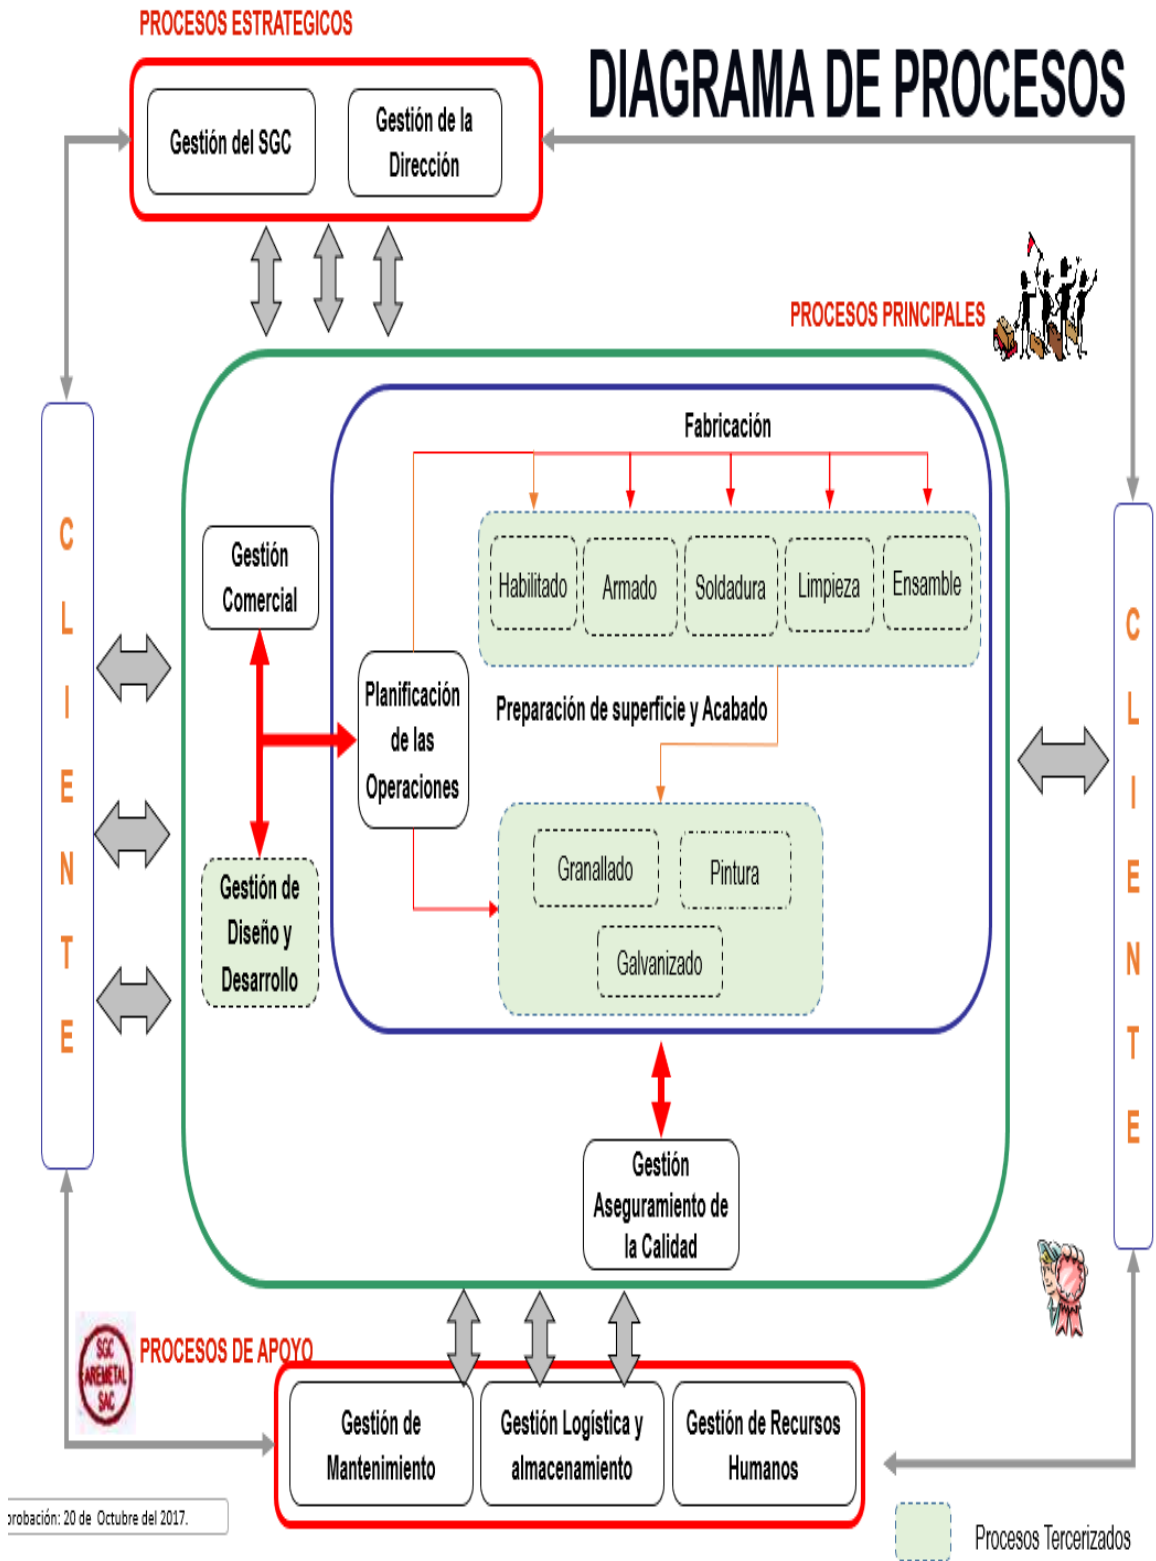 PROCESOS ESTRATEGICOS
DIAGRAMA DE PROCESOS
Gestión del SGC
Gestión de la
Dirección
PROCESOS PRINCIPALES
Fabricación
CLIENTE
Gestión
Comercial
Habilitado
Armado
Soldadura
Limpieza
Ensamble
CLIENTE
Planificación
de las
Operaciones
Preparación de superficie y Acabado
Gestión de
Diseño y
Desarrollo
Granallado
Pintura
Galvanizado
Gestión
Aseguramiento de
la Calidad
SGC
AREMETAL
SAC
PROCESOS DE APOYO
Gestión de
Mantenimiento
Gestión Logística y
almacenamiento
Gestión de Recursos
Humanos
probación: 20 de Octubre del 2017.
Procesos Tercerizados